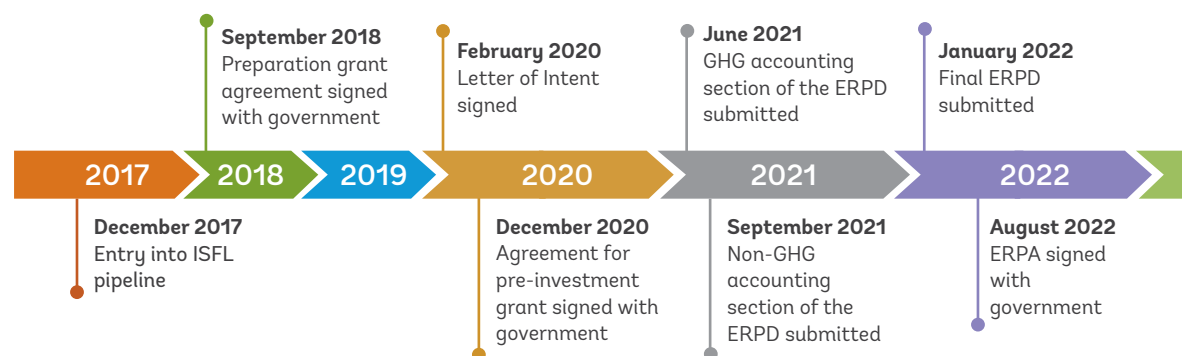 September 2018
Preparation grant
agreement signed
with government
February 2020
Letter of Intent
signed
June 2021
GHG accounting
section of the ERPD
submitted
January 2022
Final ERPD
submitted
2017
2018
2019
2020
2021
2022
December 2017
Entry into ISFL
pipeline
December 2020
Agreement for
pre-investment
grant signed with
government
September 2021
Non-GHG
accounting
section of the
ERPD submitted
August 2022
ERPA signed
with
government